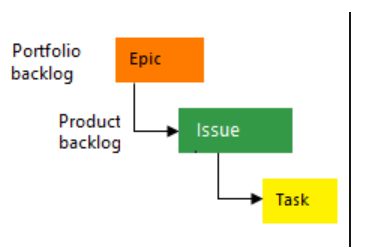 Portfolio
backlog
Epic
Product
backlog
Issue
Task